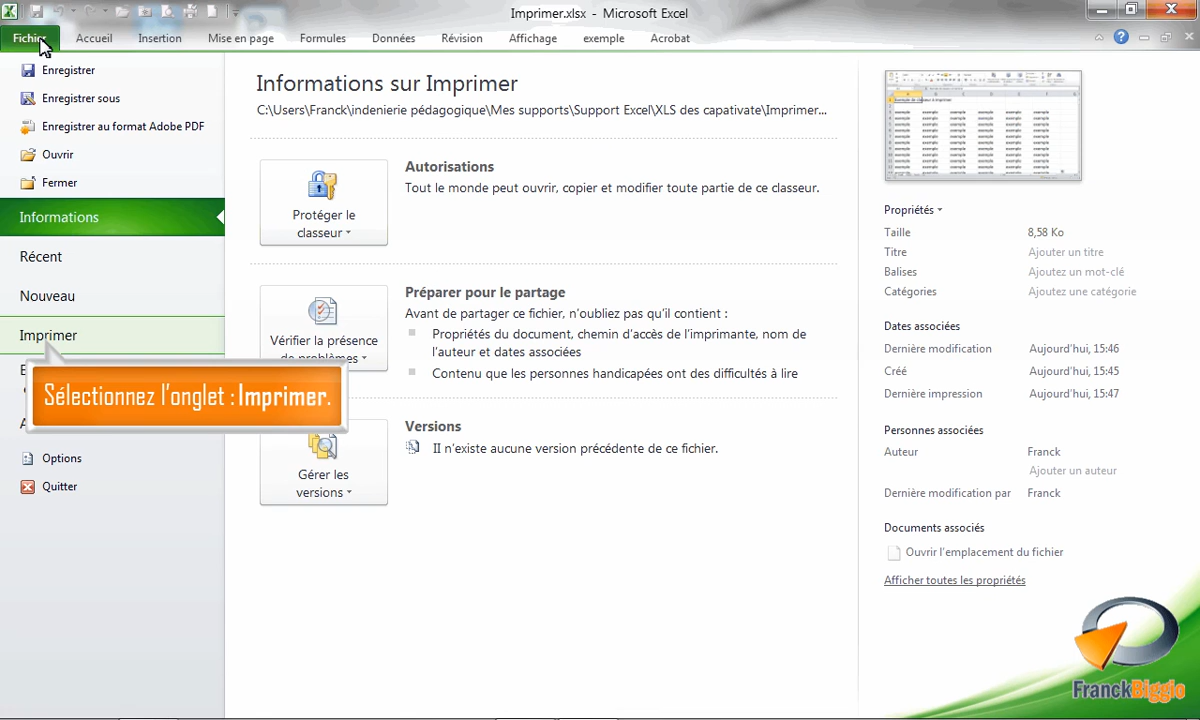 Imprimer.xlsx - Microsoft Excel
Fichier Accueil Insertion Mise en page Formules Données Révision Affichage exemple Acrobat
Enregistrer
Enregistrer sous
Enregistrer au format Adobe PDF
Ouvrir
Fermer
Informations
Récent
Nouveau
Imprimer
Sélectionnez l'onglet : Imprimer.
Options
Quitter
Informations sur Imprimer
C:\Users\Franck\indenierie pédagogique\Mes supports\Support Excel\XLS des capativate\Imprimer...
Protéger le
classeur
Autorisations
Tout le monde peut ouvrir, copier et modifier toute partie de ce classeur.
Vérifier la présence
de problèmes
Préparer pour le partage
Avant de partager ce fichier, n'oubliez pas qu'il contient :
Propriétés du document, chemin d'accès de l'imprimante, nom de
l'auteur et dates associées
Contenu que les personnes handicapées ont des difficultés à lire
Gérer les
versions
Versions
Il n'existe aucune version précédente de ce fichier.
Propriétés
Taille 8,58 Ko
Titre Ajouter un titre
Balises Ajoutez un mot-clé
Catégories Ajoutez une catégorie
Dates associées
Dernière modification Aujourd'hui, 15:46
Créé Aujourd'hui, 15:45
Dernière impression Aujourd'hui, 15:47
Personnes associées
Auteur Franck
Ajouter un auteur
Dernière modification par Franck
Documents associés
Ouvrir l'emplacement du fichier
Afficher toutes les propriétés
FranckBiggio